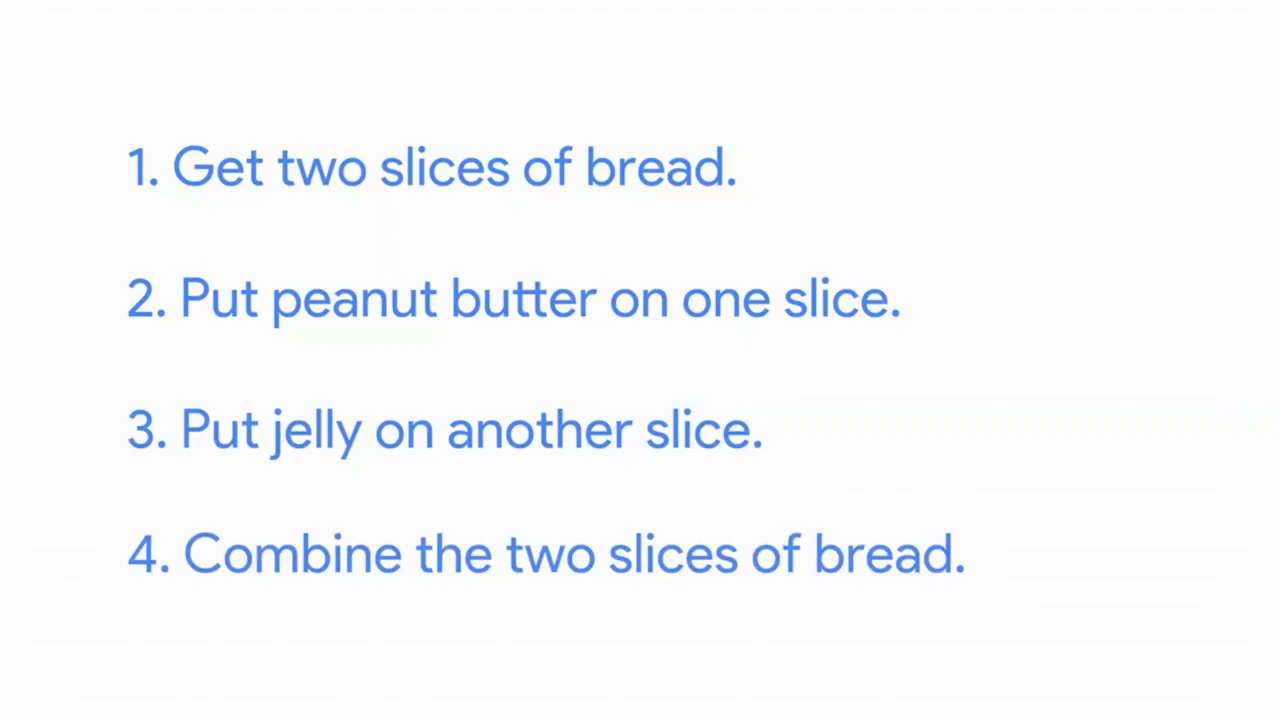 1. Get two slices of bread.
2. Put peanut butter on one slice.
3. Put jelly on another slice.
4. Combine the two slices of bread.